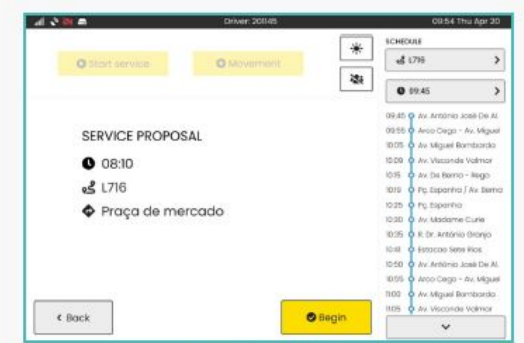 Driver: 201145
09:54 Thu Apr 20
Start service
Movement
SERVICE PROPOSAL
08:10
L716
Praça de mercado
Back
Begin
SCHEDULE
L716
09:45
09:45 Av. António José De Al.
09:55 Arco Cego - Av. Miguel
10:05 Av. Miguel Bombarda
10:09 Av. Visconde Valmor
10:15 Av. De Berna - Rego
10:19 Pç. Espanha / Av. Berna
10:25 Pç. Espanha
10:30 Av. Madame Curie
10:35 R. Dr. António Granjo
10:41 Estacao Sete Rios
10:50 Av. António José De Al.
10:55 Arco Cego - Av. Miguel
11:00 Av. Miguel Bombarda
11:05 Av. Visconde Valmor